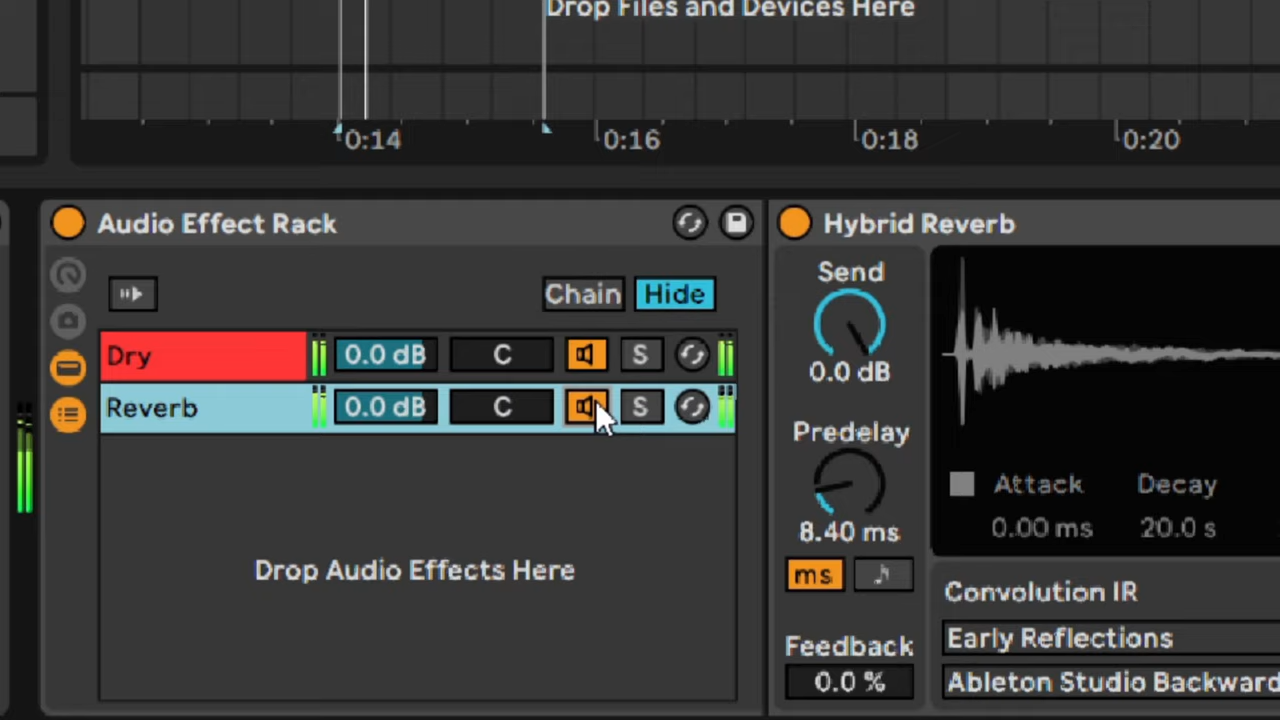 Drop Files and Devices Here
0:14 0:16 0:18 0:20
Audio Effect Rack
Chain Hide
Dry 0.0 dB C S
Reverb 0.0 dB C S
Drop Audio Effects Here
Hybrid Reverb
Send
0.0 dB
Predelay
8.40 ms
ms
Feedback
0.0 %
Attack Decay
0.00 ms 20.0 s
Convolution IR
Early Reflections
Ableton Studio Backward